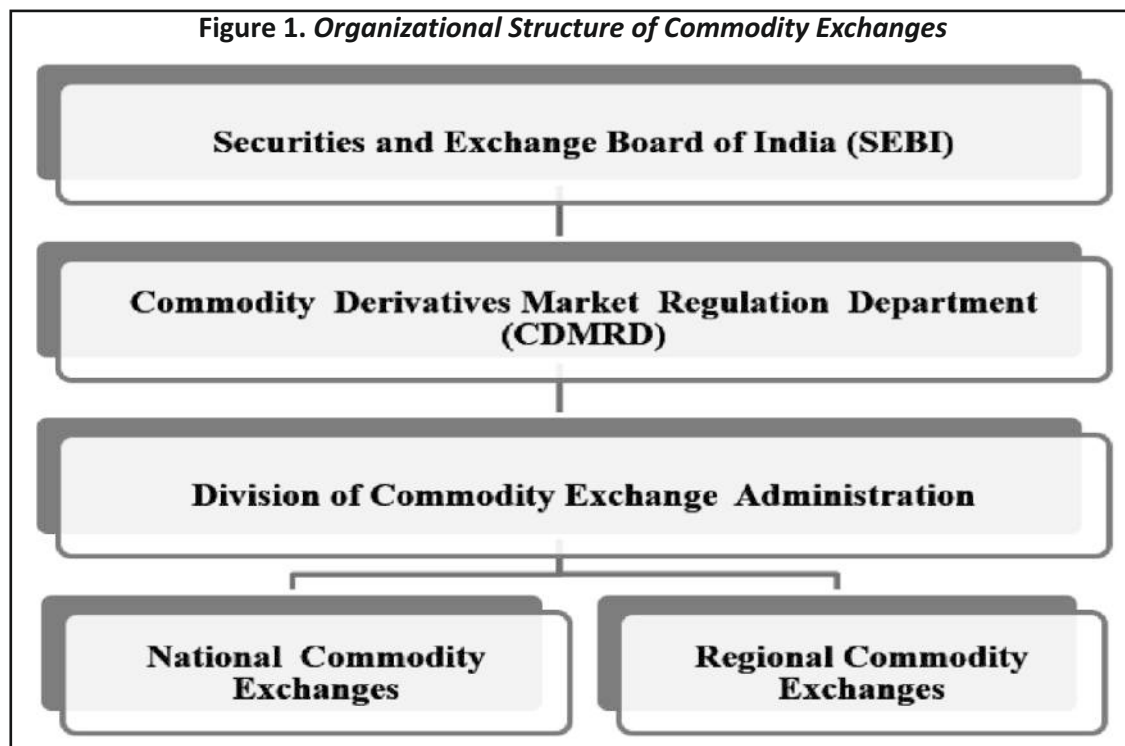 Figure 1. Organizational Structure of Commodity Exchanges
Securities and Exchange Board of India (SEBI)
Commodity Derivatives Market Regulation Department
(CDMRD)
Division of Commodity Exchange Administration
National Commodity
Exchanges
Regional Commodity
Exchanges